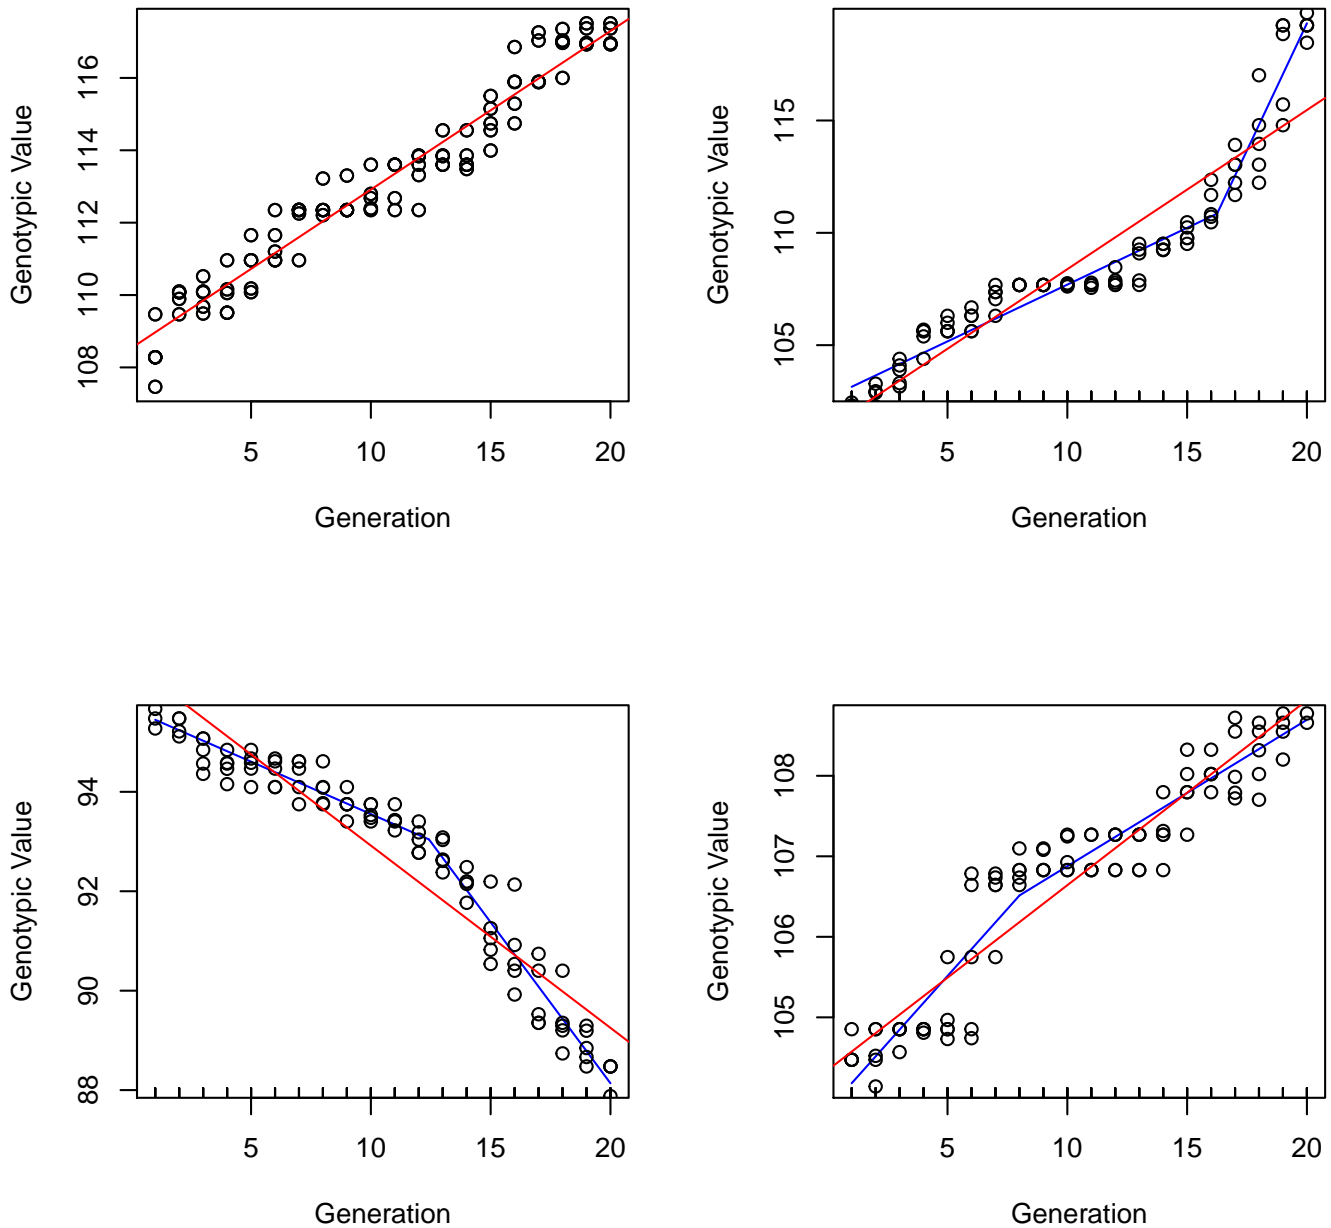 Genotypic Value
108 110 112 114 116
5 10 15 20
Generation
Genotypic Value
105 110 115
5 10 15 20
Generation
Genotypic Value
88 90 92 94
5 10 15 20
Generation
Genotypic Value
105 106 107 108
5 10 15 20
Generation